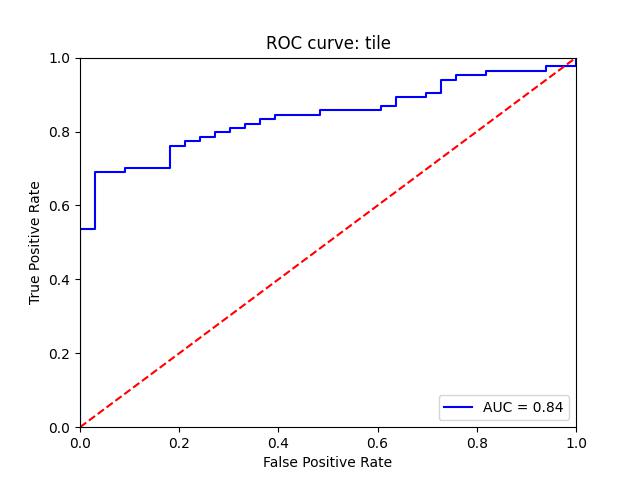 ROC curve: tile
True Positive Rate
1.0
0.8
0.6
0.4
0.2
0.0
AUC = 0.84
0.0 0.2 0.4 0.6 0.8 1.0
False Positive Rate